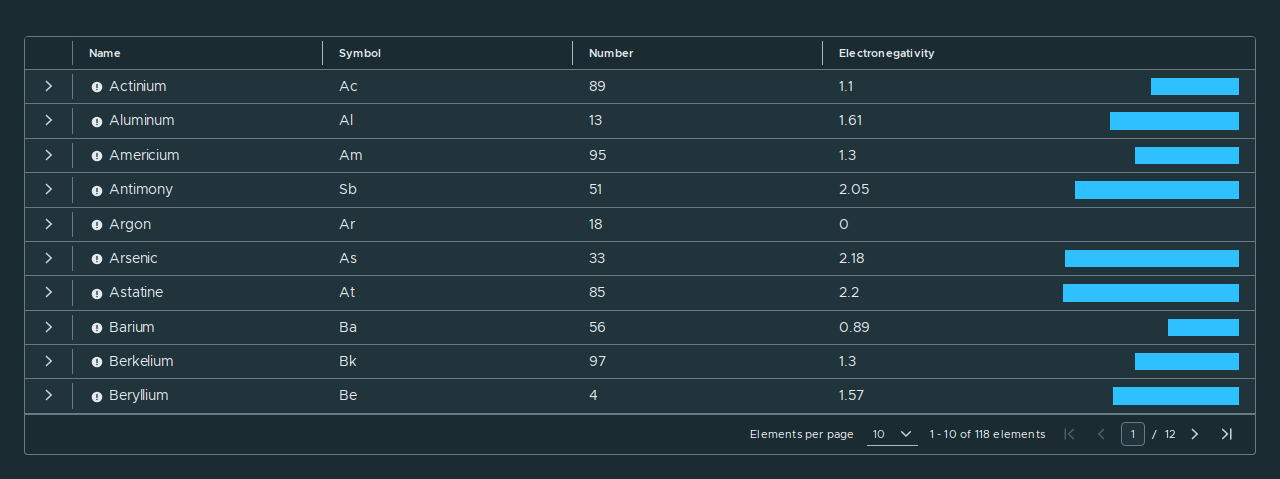 Name Symbol Number Electronegativity
Actinium Ac 89 1.1
Aluminum Al 13 1.61
Americium Am 95 1.3
Antimony Sb 51 2.05
Argon Ar 18 0
Arsenic As 33 2.18
Astatine At 85 2.2
Barium Ba 56 0.89
Berkelium Bk 97 1.3
Beryllium Be 4 1.57
Elements per page 10 1 - 10 of 118 elements 1 / 12